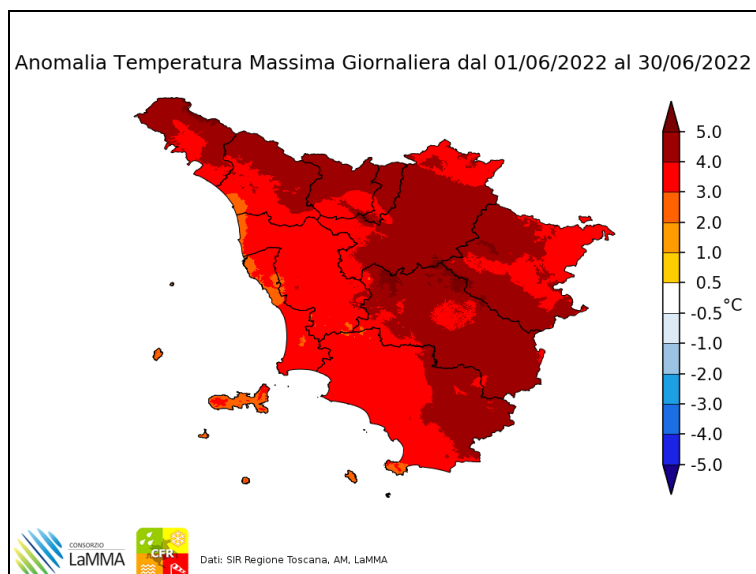 Anomalia Temperatura Massima Giornaliera dal 01/06/2022 al 30/06/2022
5.0
4.0
3.0
2.0
1.0
0.5
-0.5
°C
-1.0
-2.0
-3.0
-4.0
-5.0
CONSORZIO
LaMMA
CFR
Dati: SIR Regione Toscana, AM, LaMMA